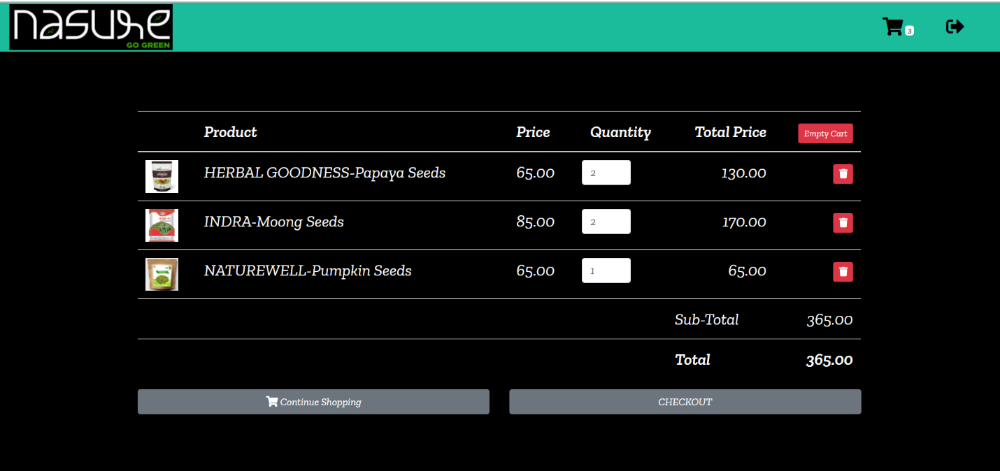 nasure
GO GREEN
3
Product Price Quantity Total Price Empty Cart
HERBAL GOODNESS-Papaya Seeds 65.00 2 130.00
INDRA-Moong Seeds 85.00 2 170.00
NATUREWELL-Pumpkin Seeds 65.00 1 65.00
Sub-Total 365.00
Total 365.00
Continue Shopping CHECKOUT